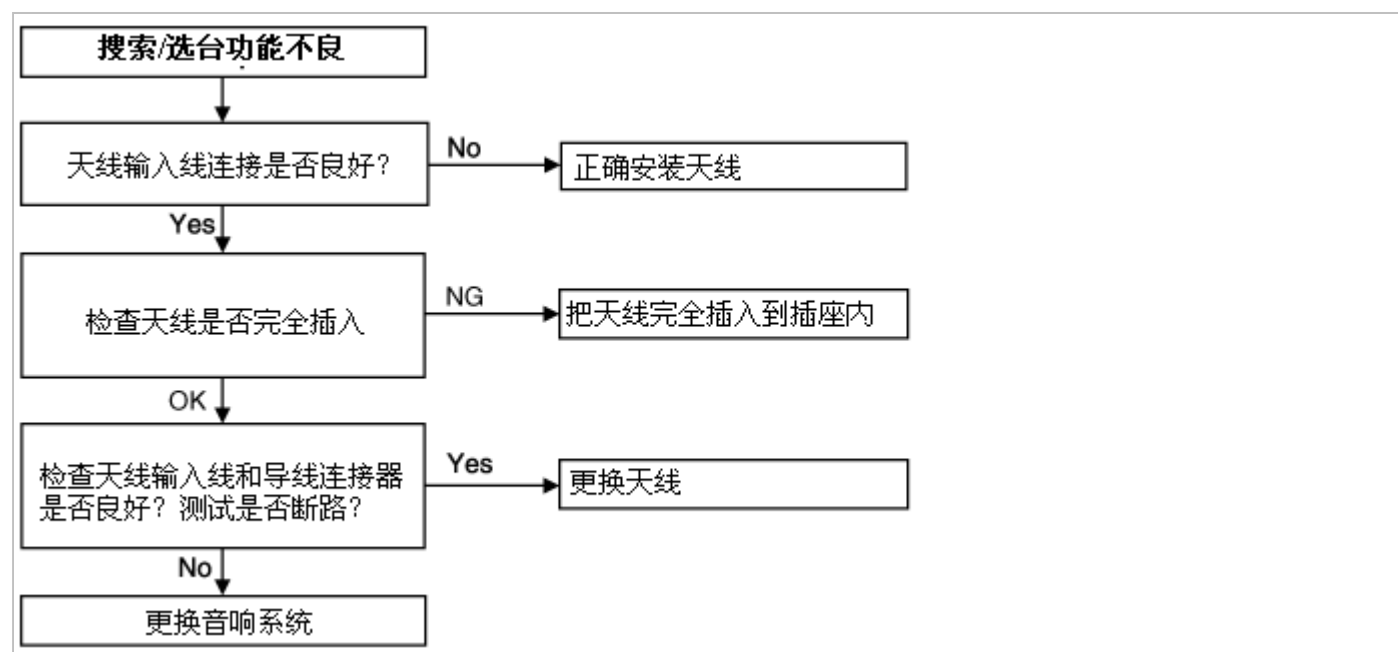 搜索/选台功能不良
天线输入线连接是否良好？
No
正确安装天线
Yes
检查天线是否完全插入
NG
把天线完全插入到插座内
OK
检查天线输入线和导线连接器
是否良好？测试是否断路？
Yes
更换天线
No
更换音响系统